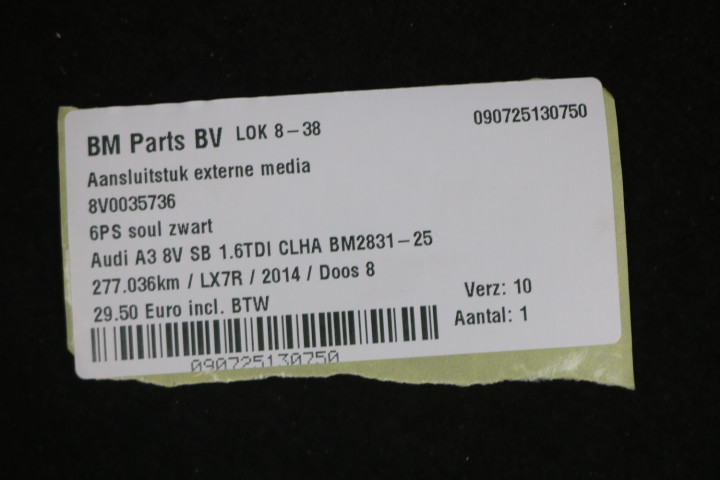 BM Parts BV LOK 8-38 090725130750
Aansluitstuk externe media
8V0035736
6PS soul zwart
Audi A3 8V SB 1.6TDI CLHA BM2831-25
277.036km / LX7R / 2014 / Doos 8
29.50 Euro incl. BTW Verz: 10
Aantal: 1
090725130750